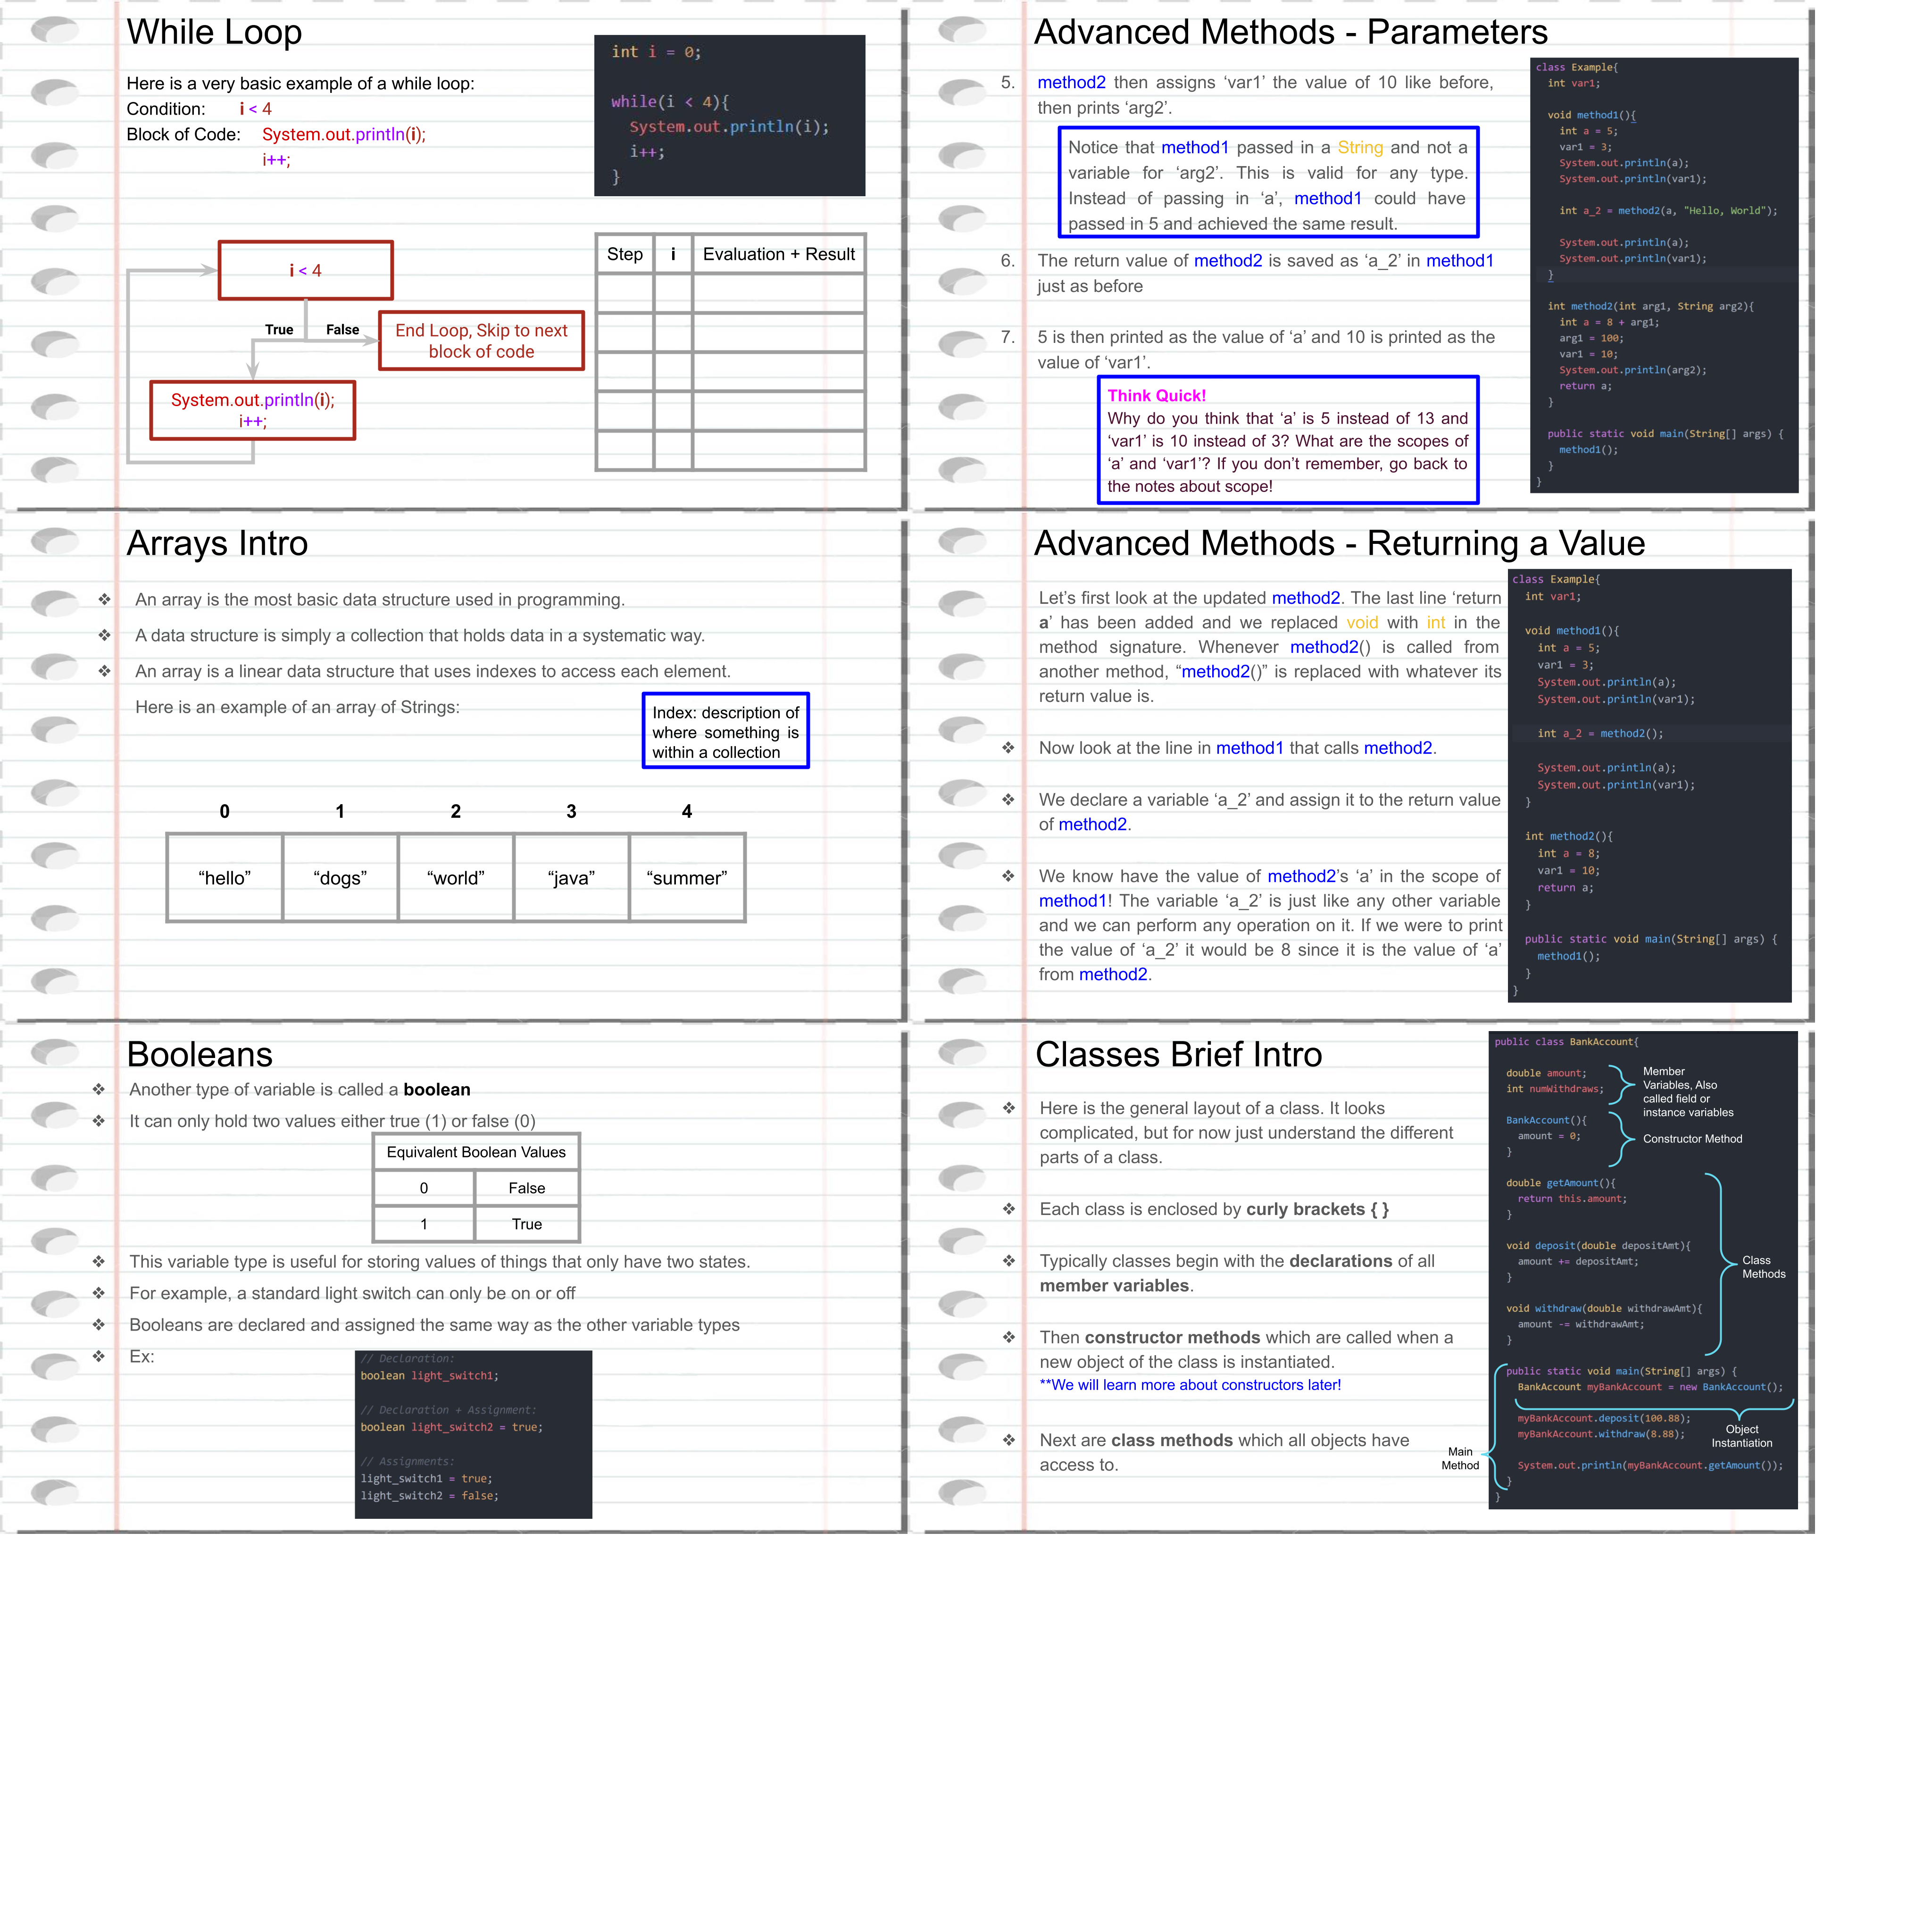 While Loop
Here is a very basic example of a while loop:
Condition: i < 4
Block of Code: System.out.println(i);
i++;
int i = 0;
while(i < 4){
System.out.println(i);
i++;
}
i < 4
True False
End Loop, Skip to next
block of code
System.out.println(i);
i++;
Step i Evaluation + Result
Advanced Methods - Parameters
5. method2 then assigns ‘var1’ the value of 10 like before,
then prints ‘arg2’.
Notice that method1 passed in a String and not a
variable for ‘arg2’. This is valid for any type.
Instead of passing in ‘a’, method1 could have
passed in 5 and achieved the same result.
6. The return value of method2 is saved as ‘a_2’ in method1
just as before
7. 5 is then printed as the value of ‘a’ and 10 is printed as the
value of ‘var1’.
Think Quick!
Why do you think that ‘a’ is 5 instead of 13 and
‘var1’ is 10 instead of 3? What are the scopes of
‘a’ and ‘var1’? If you don’t remember, go back to
the notes about scope!
class Example{
int var1;
void method1(){
int a = 5;
var1 = 3;
System.out.println(a);
System.out.println(var1);
int a_2 = method2(a, "Hello, World");
System.out.println(a);
System.out.println(var1);
}
int method2(int arg1, String arg2){
int a = 8 + arg1;
arg1 = 100;
var1 = 10;
System.out.println(arg2);
return a;
}
public static void main(String[] args) {
method1();
}
}
Arrays Intro
❖ An array is the most basic data structure used in programming.
❖ A data structure is simply a collection that holds data in a systematic way.
❖ An array is a linear data structure that uses indexes to access each element.
Here is an example of an array of Strings:
Index: description of
where something is
within a collection
0 1 2 3 4
“hello” “dogs” “world” “java” “summer”
Advanced Methods - Returning a Value
Let’s first look at the updated method2. The last line ‘return
a’ has been added and we replaced void with int in the
method signature. Whenever method2() is called from
another method, “method2()” is replaced with whatever its
return value is.
❖ Now look at the line in method1 that calls method2.
❖ We declare a variable ‘a_2’ and assign it to the return value
of method2.
❖ We know have the value of method2’s ‘a’ in the scope of
method1! The variable ‘a_2’ is just like any other variable
and we can perform any operation on it. If we were to print
the value of ‘a_2’ it would be 8 since it is the value of ‘a’
from method2.
class Example{
int var1;
void method1(){
int a = 5;
var1 = 3;
System.out.println(a);
System.out.println(var1);
int a_2 = method2();
System.out.println(a);
System.out.println(var1);
}
int method2(){
int a = 8;
var1 = 10;
return a;
}
public static void main(String[] args) {
method1();
}
}
Booleans
❖ Another type of variable is called a boolean
❖ It can only hold two values either true (1) or false (0)
Equivalent Boolean Values
0 False
1 True
❖ This variable type is useful for storing values of things that only have two states.
❖ For example, a standard light switch can only be on or off
❖ Booleans are declared and assigned the same way as the other variable types
❖ Ex:
// Declaration:
boolean light_switch1;
// Declaration + Assignment:
boolean light_switch2 = true;
// Assignments:
light_switch1 = true;
light_switch2 = false;
Classes Brief Intro
❖ Here is the general layout of a class. It looks
complicated, but for now just understand the different
parts of a class.
❖ Each class is enclosed by curly brackets { }
❖ Typically classes begin with the declarations of all
member variables.
❖ Then constructor methods which are called when a
new object of the class is instantiated.
**We will learn more about constructors later!
❖ Next are class methods which all objects have
access to.
public class BankAccount{
double amount;
int numWithdraws;
Member
Variables, Also
called field or
instance variables
BankAccount(){
amount = 0;
}
Constructor Method
double getAmount(){
return this.amount;
}
void deposit(double depositAmt){
amount += depositAmt;
}
Class
Methods
void withdraw(double withdrawAmt){
amount -= withdrawAmt;
}
public static void main(String[] args) {
BankAccount myBankAccount = new BankAccount();
myBankAccount.deposit(100.88);
myBankAccount.withdraw(8.88);
Object
Instantiation
Main
Method
System.out.println(myBankAccount.getAmount());
}
}